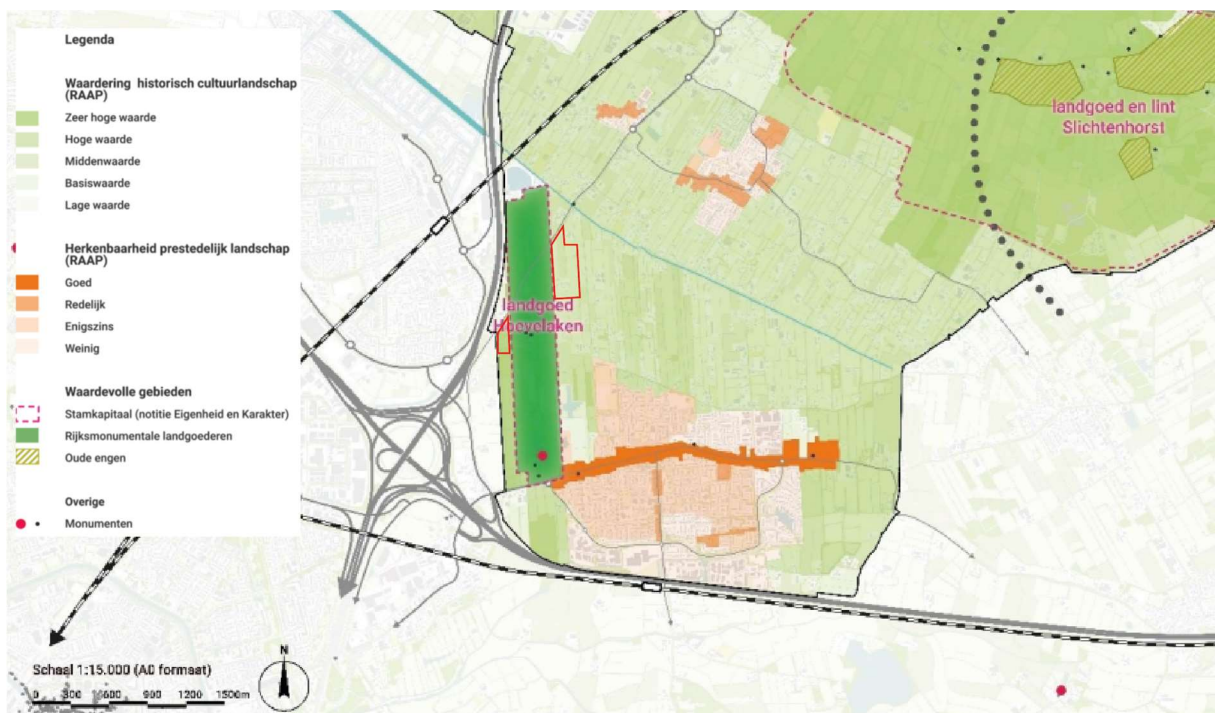 Legenda
Waardering historisch cultuurlandschap
(RAAP)
Zeer hoge waarde
Hoge waarde
Middenwaarde
Basiswaarde
Lage waarde
Herkenbaarheid prestedelijk landschap
(RAAP)
Goed
Redelijk
Enigszins
Weinig
Waardevolle gebieden
Stamkapitaal (notitie Eigenheid en Karakter)
Rijksmonumentale landgoederen
Oude engen
Overige
Monumenten
Schaal 1:15.000 (A0 formaat)
0 300 600 900 1200 1500m
N
landgoed
Hoevelaken
landgoed en lint
Slichtenhorst